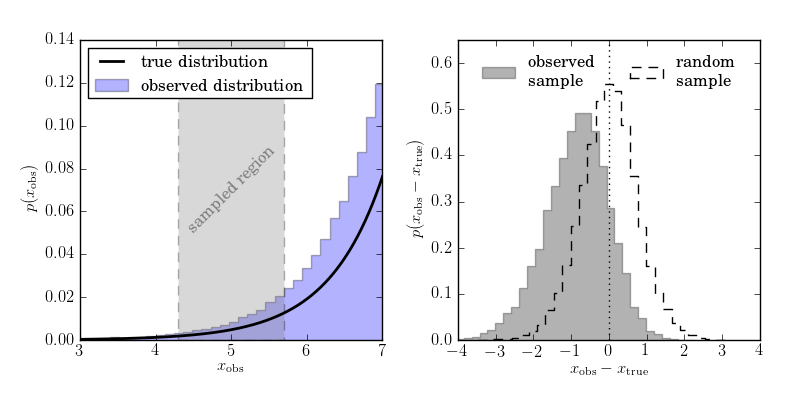 0.14
0.12
0.10
0.08
0.06
0.04
0.02
0.00
p(x_obs)
true distribution
observed distribution
sampled region
3 4 5 6 7
x_obs
0.6
0.5
0.4
0.3
0.2
0.1
0.0
p(x_obs − x_true)
observed
sample
random
sample
−4 −3 −2 −1 0 1 2 3 4
x_obs − x_true